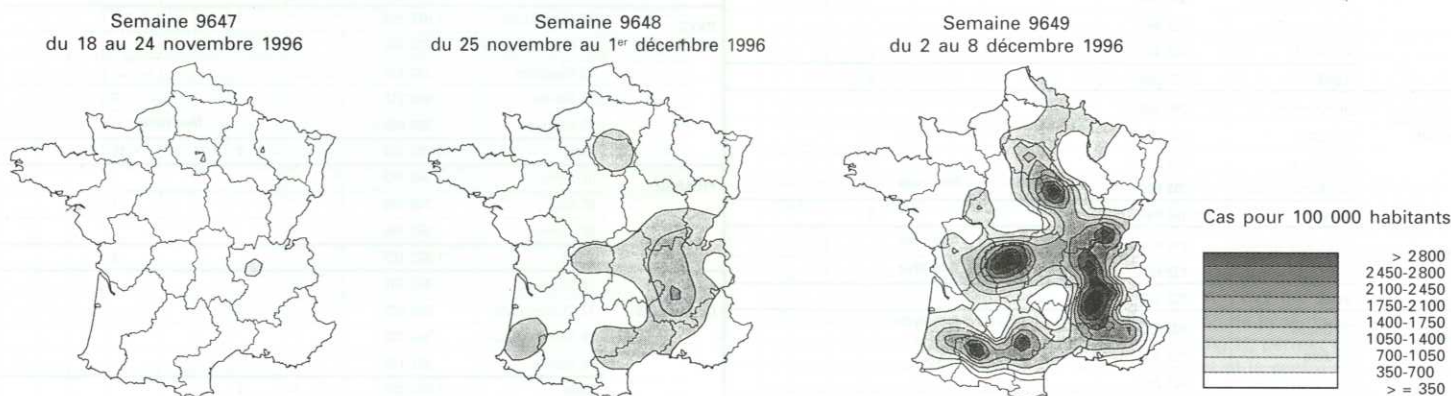 Semaine 9647
du 18 au 24 novembre 1996
Semaine 9648
du 25 novembre au 1er décembre 1996
Semaine 9649
du 2 au 8 décembre 1996
Cas pour 100 000 habitants
> 2800
2450-2800
2100-2450
1750-2100
1400-1750
1050-1400
700-1050
350-700
> = 350